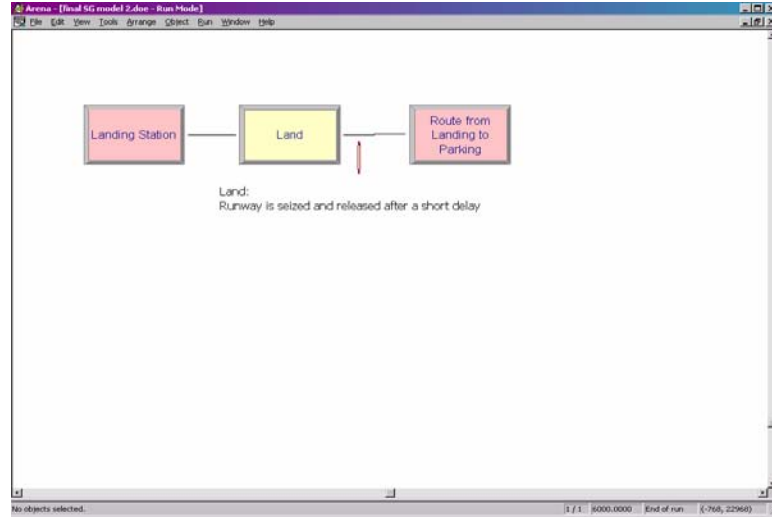 Arena - [final SG model 2.doe - Run Mode]
File Edit View Tools Arrange Object Run Window Help
Landing Station
Land
Route from
Landing to
Parking
Land:
Runway is seized and released after a short delay
No objects selected.
1 / 1 6000.0000 End of run (-768, 22968)